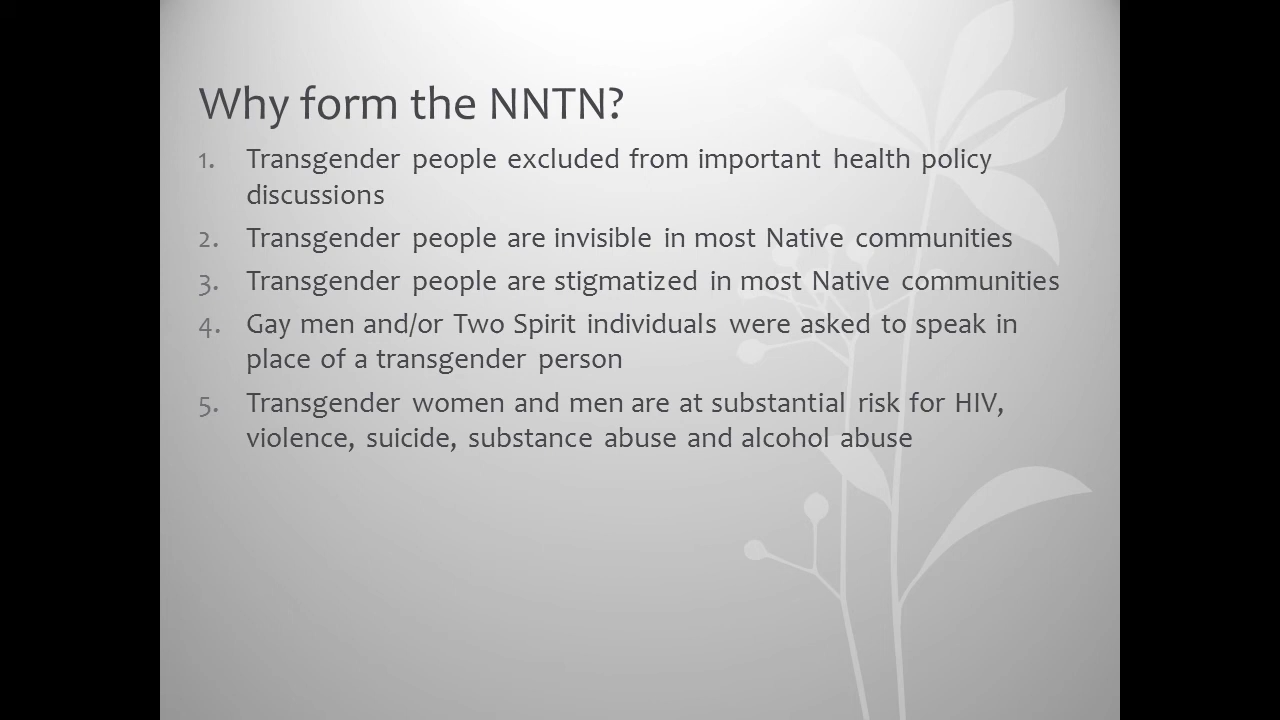 Why form the NNTN?
1. Transgender people excluded from important health policy
discussions
2. Transgender people are invisible in most Native communities
3. Transgender people are stigmatized in most Native communities
4. Gay men and/or Two Spirit individuals were asked to speak in
place of a transgender person
5. Transgender women and men are at substantial risk for HIV,
violence, suicide, substance abuse and alcohol abuse